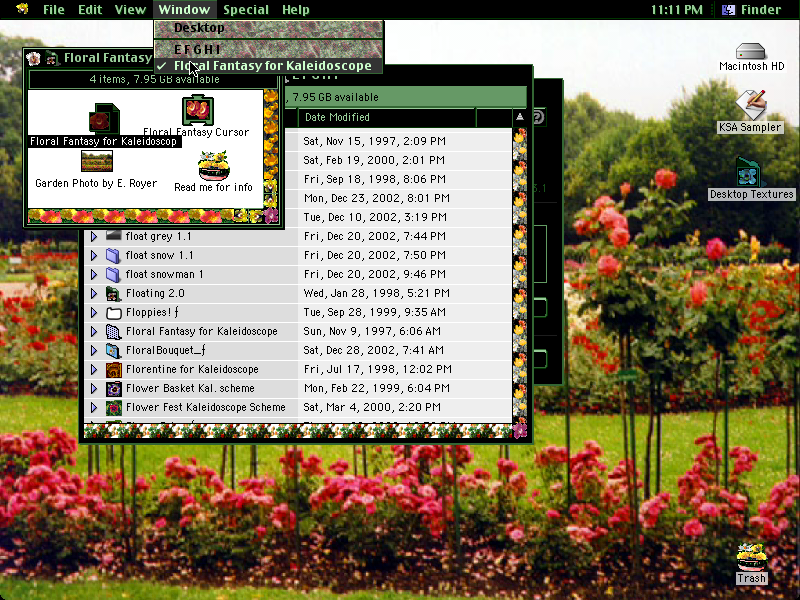 File Edit View Window Special Help 11:11 PM Finder
Desktop
E F G H I
✓ Floral Fantasy for Kaleidoscope
Floral Fantasy
4 items, 7.95 GB available
Floral Fantasy for Kaleidoscop
Floral Fantasy Cursor
Garden Photo by E. Royer
Read me for info
, 7.95 GB available
Date Modified
Sat, Nov 15, 1997, 2:09 PM
Sat, Feb 19, 2000, 2:01 PM
Fri, Sep 18, 1998, 8:06 PM
Mon, Dec 23, 2002, 8:01 PM
Tue, Dec 10, 2002, 3:19 PM
float grey 1.1 Fri, Dec 20, 2002, 7:44 PM
float snow 1.1 Fri, Dec 20, 2002, 7:50 PM
float snowman 1 Fri, Dec 20, 2002, 9:46 PM
Floating 2.0 Wed, Jan 28, 1998, 5:21 PM
Floppies! ƒ Tue, Sep 28, 1999, 9:35 AM
Floral Fantasy for Kaleidoscope Sun, Nov 9, 1997, 6:06 AM
FloralBouquet_ƒ Sat, Dec 28, 2002, 7:41 AM
Florentine for Kaleidoscope Fri, Jul 17, 1998, 12:02 PM
Flower Basket Kal. scheme Mon, Feb 22, 1999, 6:04 PM
Flower Fest Kaleidoscope Scheme Sat, Mar 4, 2000, 2:20 PM
Macintosh HD
KSA Sampler
Desktop Textures
Trash